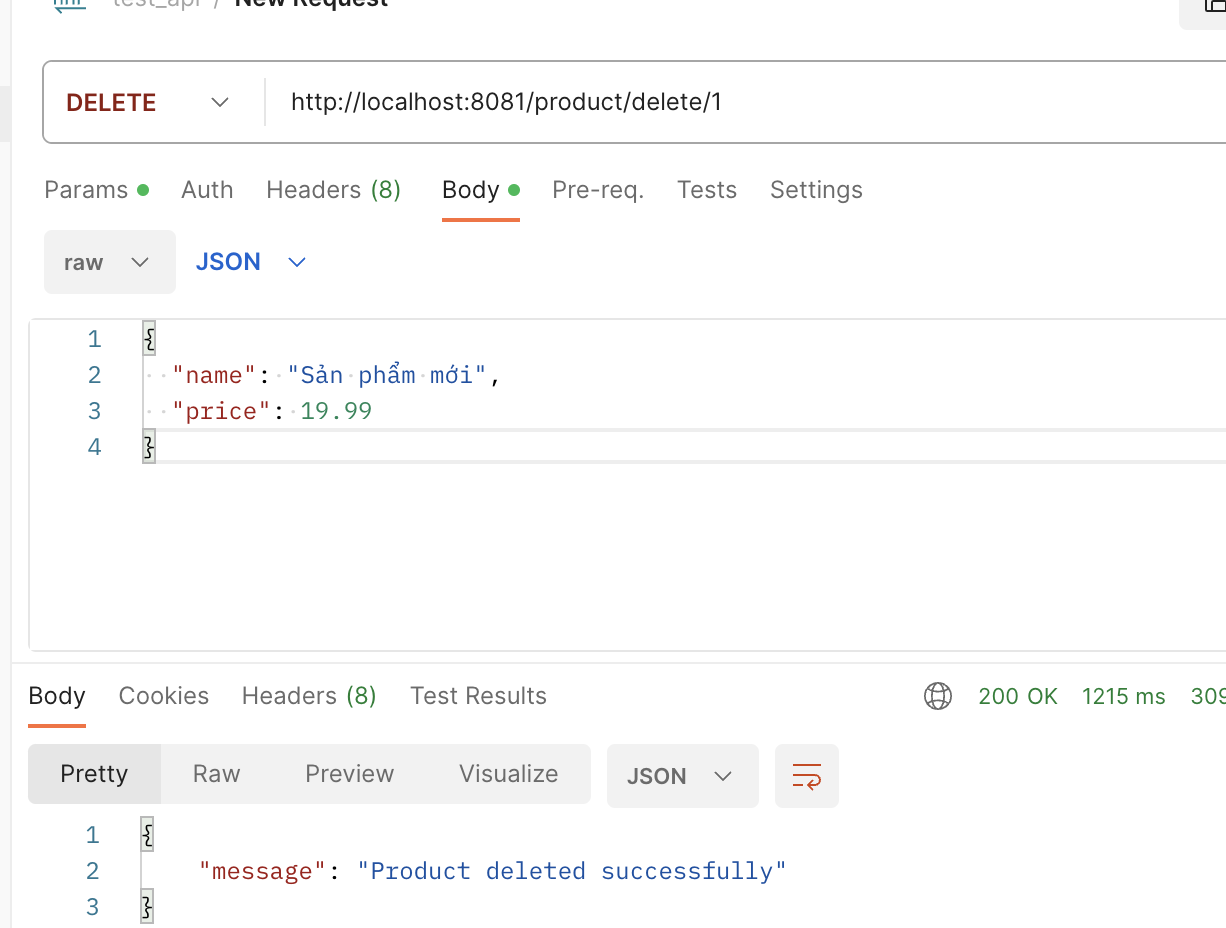 test_api / New Request
DELETE http://localhost:8081/product/delete/1
Params Auth Headers (8) Body Pre-req. Tests Settings
raw JSON
1 {
2 "name": "Sản phẩm mới",
3 "price": 19.99
4 }
Body Cookies Headers (8) Test Results 200 OK 1215 ms 309
Pretty Raw Preview Visualize JSON
1 {
2 "message": "Product deleted successfully"
3 }